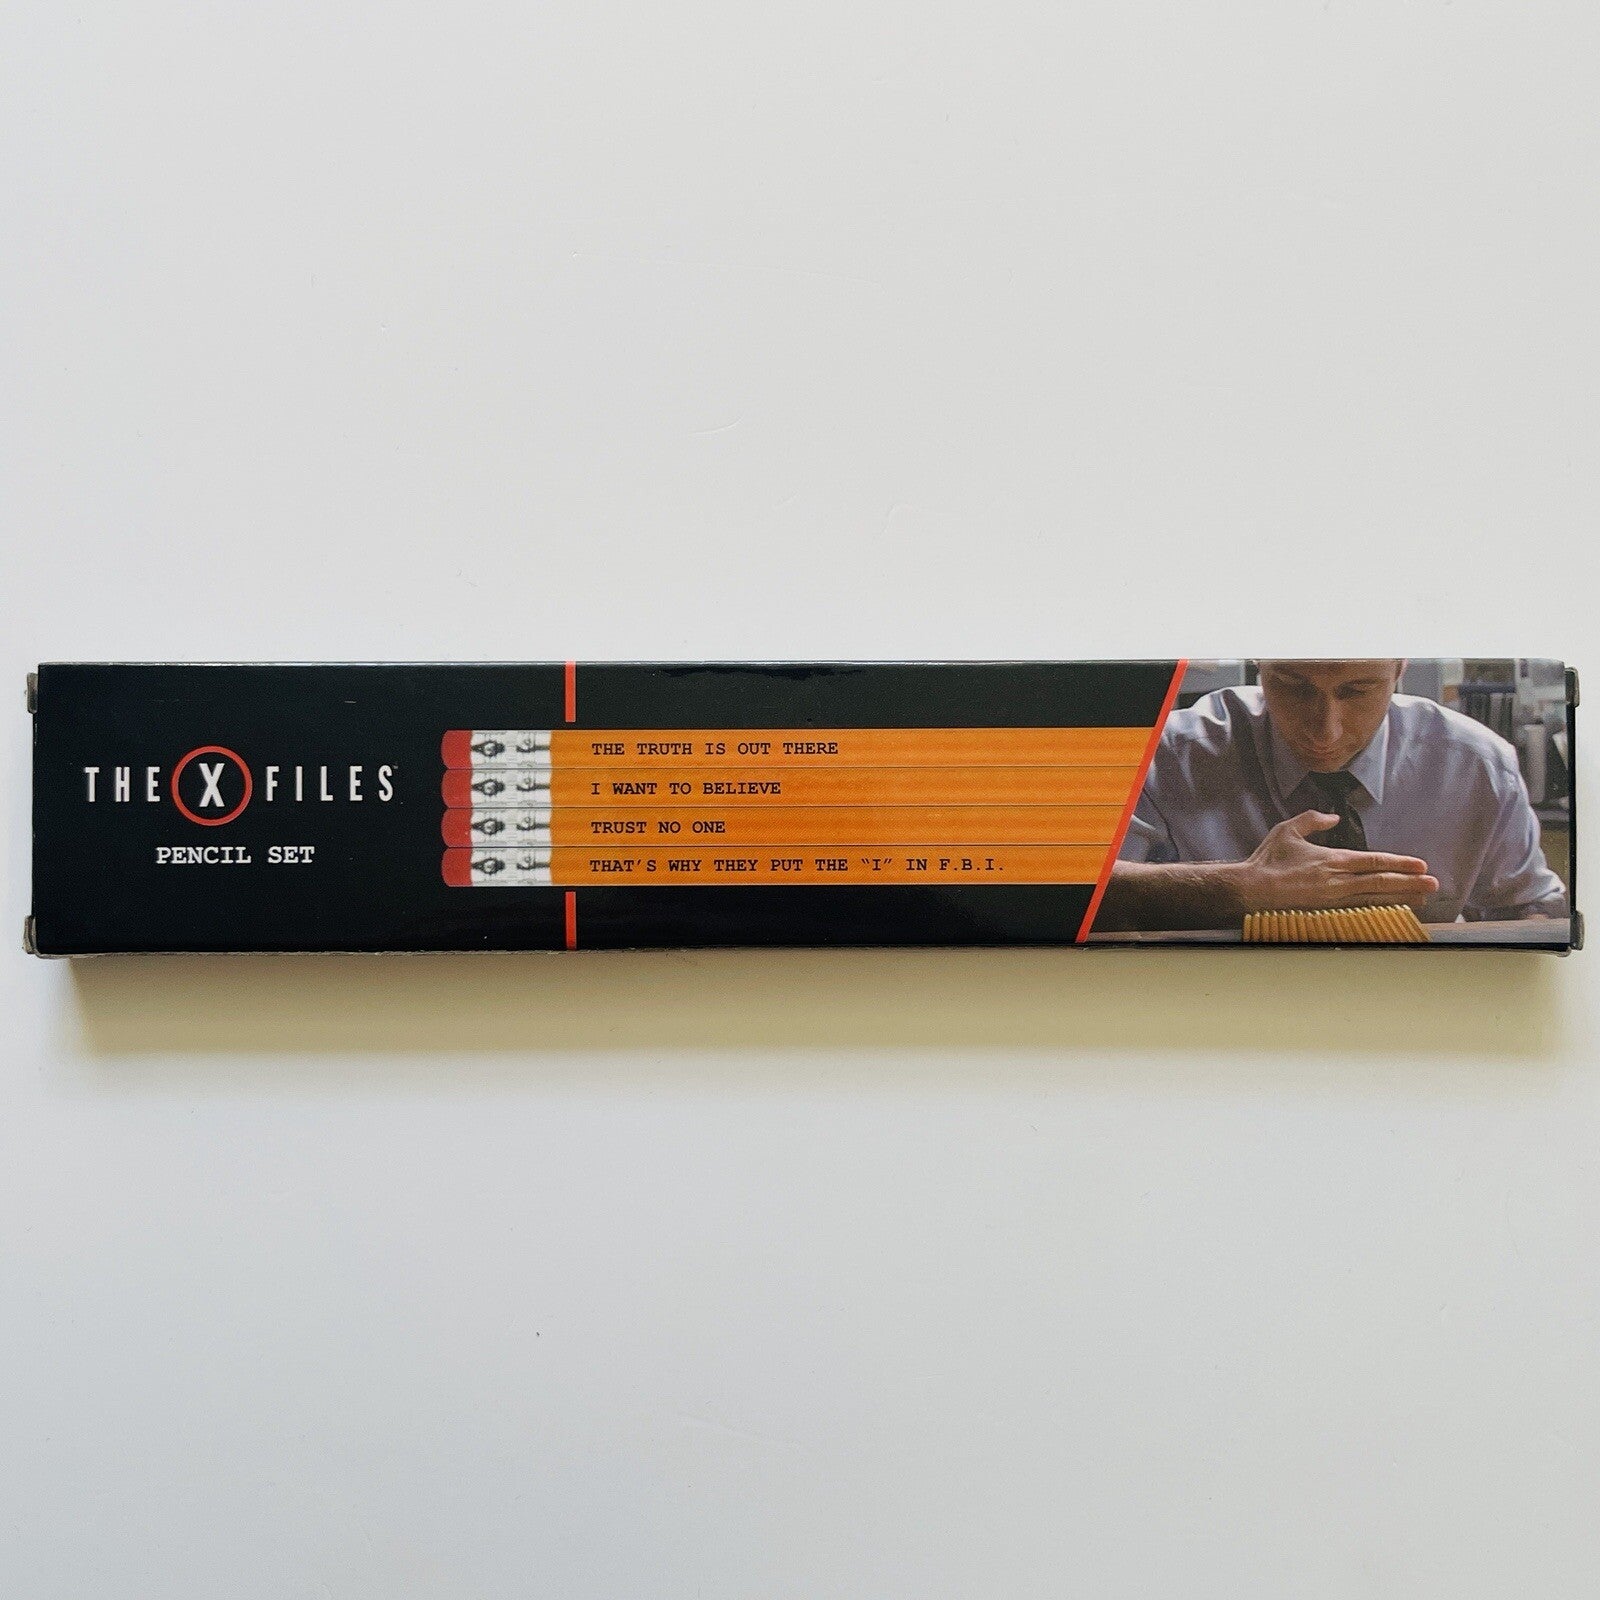 THE X FILES™
PENCIL SET
THE TRUTH IS OUT THERE
I WANT TO BELIEVE
TRUST NO ONE
THAT'S WHY THEY PUT THE “I” IN F.B.I.